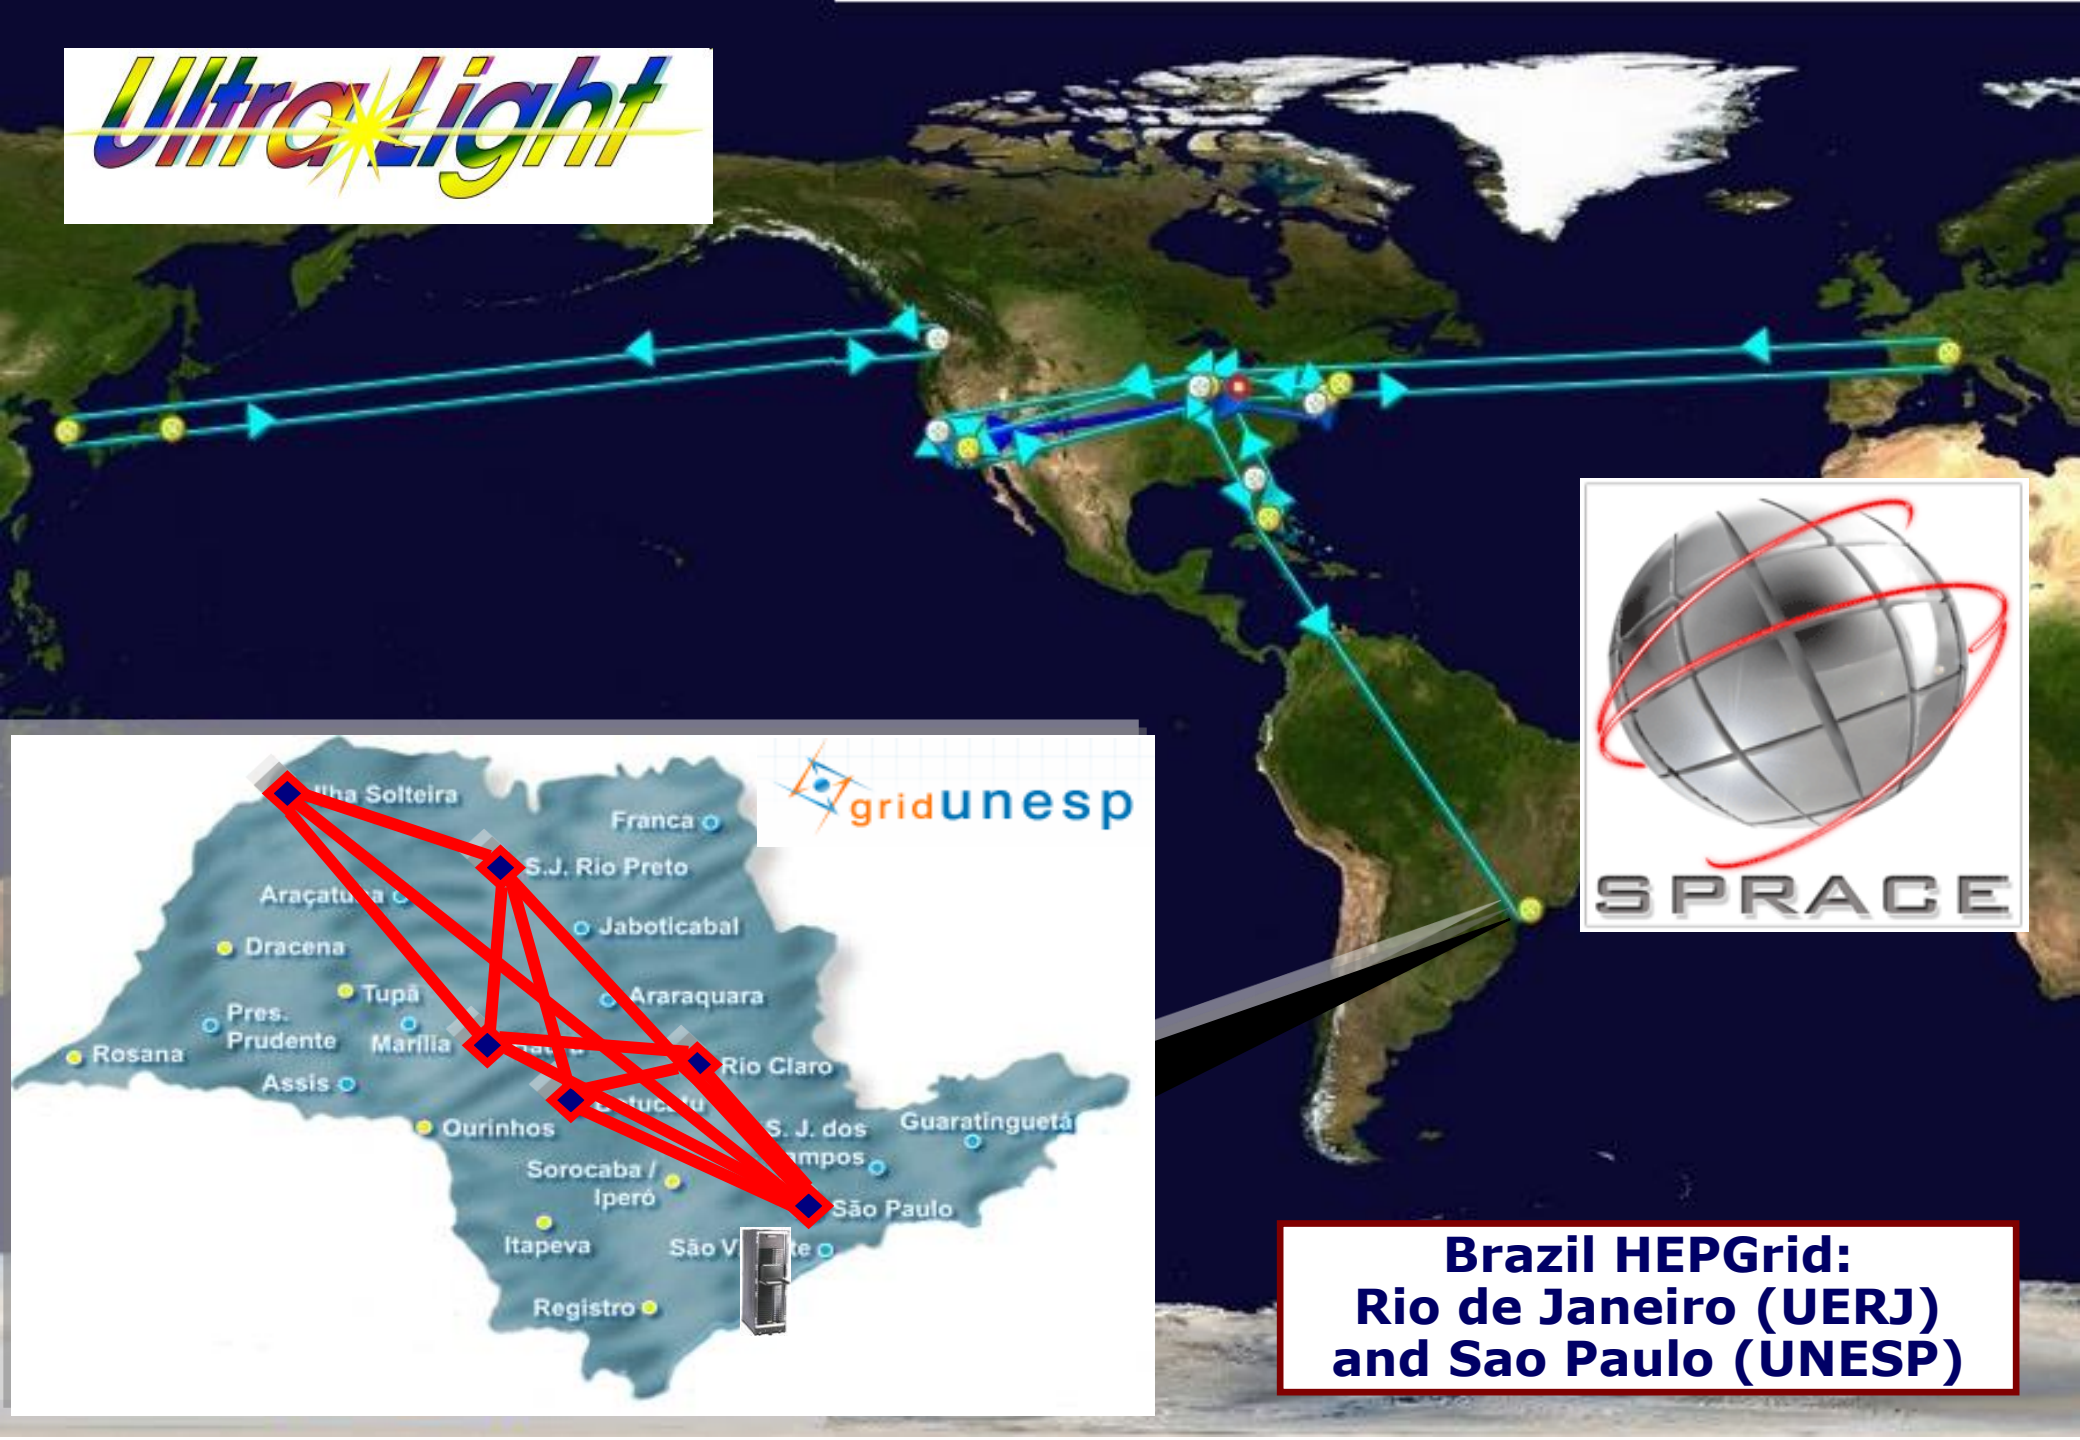 UltraLight
SPRACE
gridunesp
Ilha Solteira
Franca
S.J. Rio Preto
Jaboticabal
Dracena
Tupã
Araraquara
Pres.
Prudente
Marília
Rosana
Rio Claro
Assis
Ourinhos
S. J. dos
Guaratinguetá
Sorocaba /
Iperó
São Paulo
Itapeva
São
Registro
Brazil HEPGrid:
Rio de Janeiro (UERJ)
and Sao Paulo (UNESP)